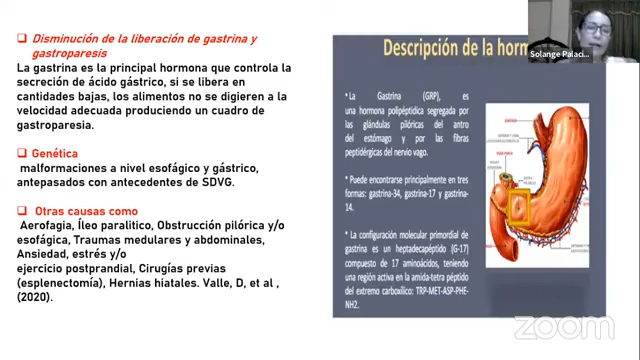 Disminución de la liberación de gastrina y
gastroparesis
La gastrina es la principal hormona que controla la
secreción de ácido gástrico, si se libera en
cantidades bajas, los alimentos no se digieren a la
velocidad adecuada produciendo un cuadro de
gastroparesia.
Genética
malformaciones a nivel esofágico y gástrico,
antepasados con antecedentes de SDVG.
Otras causas como
Aerofagia, Íleo paralitico, Obstrucción pilórica y/o
esofágica, Traumas medulares y abdominales,
Ansiedad, estrés y/o
ejercicio postprandial, Cirugías previas
(esplenectomía), Hernias hiatales. Valle, D, et al ,
(2020).
Descripción de la horm
• La Gastrina (GRP), es
una hormona polipeptídica segregada por
las glándulas pilóricas del antro
del estómago y por las fibras
peptidérgicas del nervio vago.
• Puede encontrarse principalmente en tres
formas: gastrina-34, gastrina-17 y gastrina-
14.
• La configuración molecular primordial de
gastrina es un heptadecapéptido (G-17)
compuesto de 17 aminoácidos, teniendo
una región activa en la amida-tetra péptido
del extremo carboxílico: TRP-MET-ASP-PHE-
NH2.
Solange Palaci...
zoom